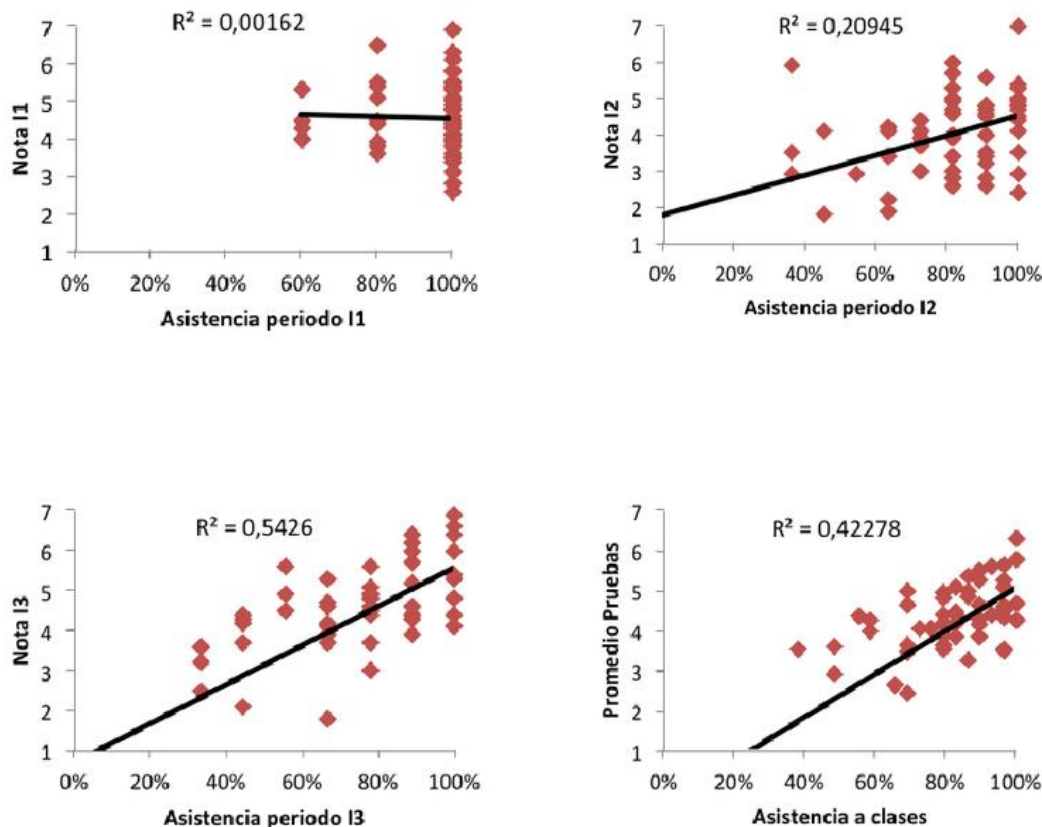 R² = 0,00162
Nota I1
7
6
5
4
3
2
1
0% 20% 40% 60% 80% 100%
Asistencia periodo I1
R² = 0,20945
Nota I2
7
6
5
4
3
2
1
0% 20% 40% 60% 80% 100%
Asistencia periodo I2
R² = 0,5426
Nota I3
7
6
5
4
3
2
1
0% 20% 40% 60% 80% 100%
Asistencia periodo I3
R² = 0,42278
Promedio Pruebas
7
6
5
4
3
2
1
0% 20% 40% 60% 80% 100%
Asistencia a clases